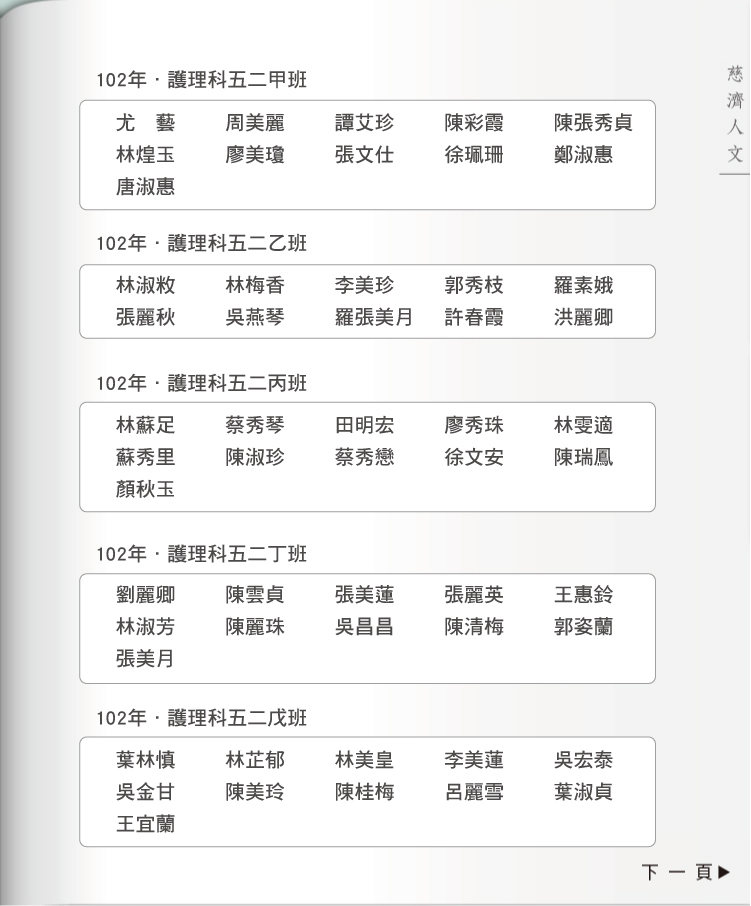 慈濟人文
102年‧護理科五二甲班
尤　藝　周美麗　譚艾珍　陳彩霞　陳張秀貞
林煌玉　廖美瓊　張文仕　徐珮珊　鄭淑惠
唐淑惠
102年‧護理科五二乙班
林淑敉　林梅香　李美珍　郭秀枝　羅素娥
張麗秋　吳燕琴　羅張美月　許春霞　洪麗卿
102年‧護理科五二丙班
林蘇足　蔡秀琴　田明宏　廖秀珠　林雯適
蘇秀里　陳淑珍　蔡秀戀　徐文安　陳瑞鳳
顏秋玉
102年‧護理科五二丁班
劉麗卿　陳雲貞　張美蓮　張麗英　王惠鈴
林淑芳　陳麗珠　吳昌昌　陳清梅　郭姿蘭
張美月
102年‧護理科五二戊班
葉林慎　林芷郁　林美皇　李美蓮　吳宏泰
吳金甘　陳美玲　陳桂梅　呂麗雪　葉淑貞
王宜蘭
下一頁▶